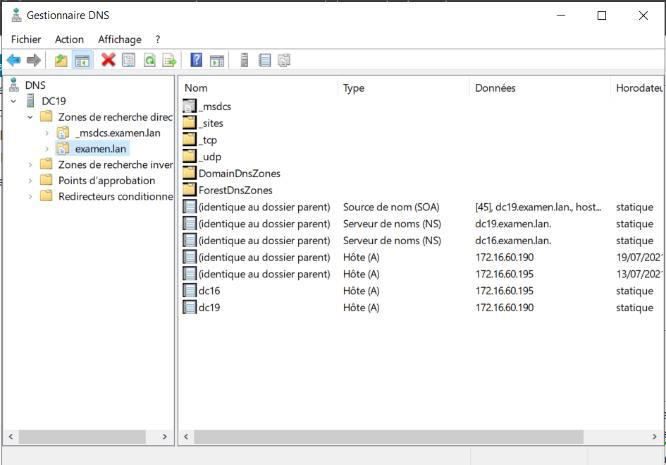 Gestionnaire DNS
Fichier Action Affichage ?
DNS
DC19
Zones de recherche direc
_msdcs.examen.lan
examen.lan
Zones de recherche inver
Points d'approbation
Redirecteurs conditionne
Nom Type Données Horodate
_msdcs
_sites
_tcp
_udp
DomainDnsZones
ForestDnsZones
(identique au dossier parent) Source de nom (SOA) [45], dc19.examen.lan., host... statique
(identique au dossier parent) Serveur de noms (NS) dc19.examen.lan. statique
(identique au dossier parent) Serveur de noms (NS) dc16.examen.lan. statique
(identique au dossier parent) Hôte (A) 172.16.60.190 19/07/2021
(identique au dossier parent) Hôte (A) 172.16.60.195 13/07/2021
dc16 Hôte (A) 172.16.60.195 statique
dc19 Hôte (A) 172.16.60.190 statique